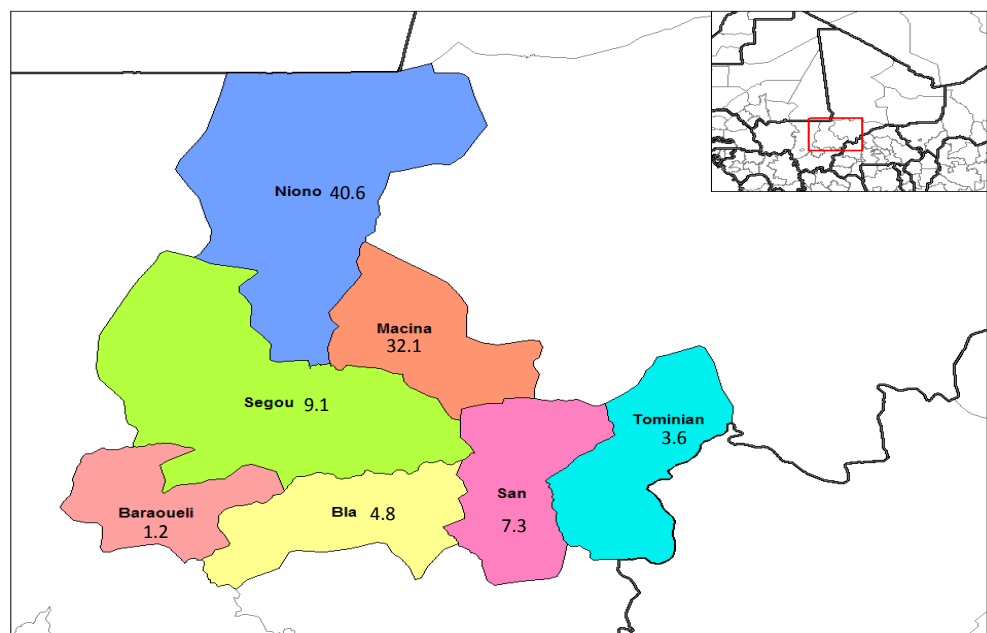 Niono 40.6
Macina
32.1
Segou 9.1
Tominian
3.6
Baraoueli
1.2
Bla 4.8
San
7.3